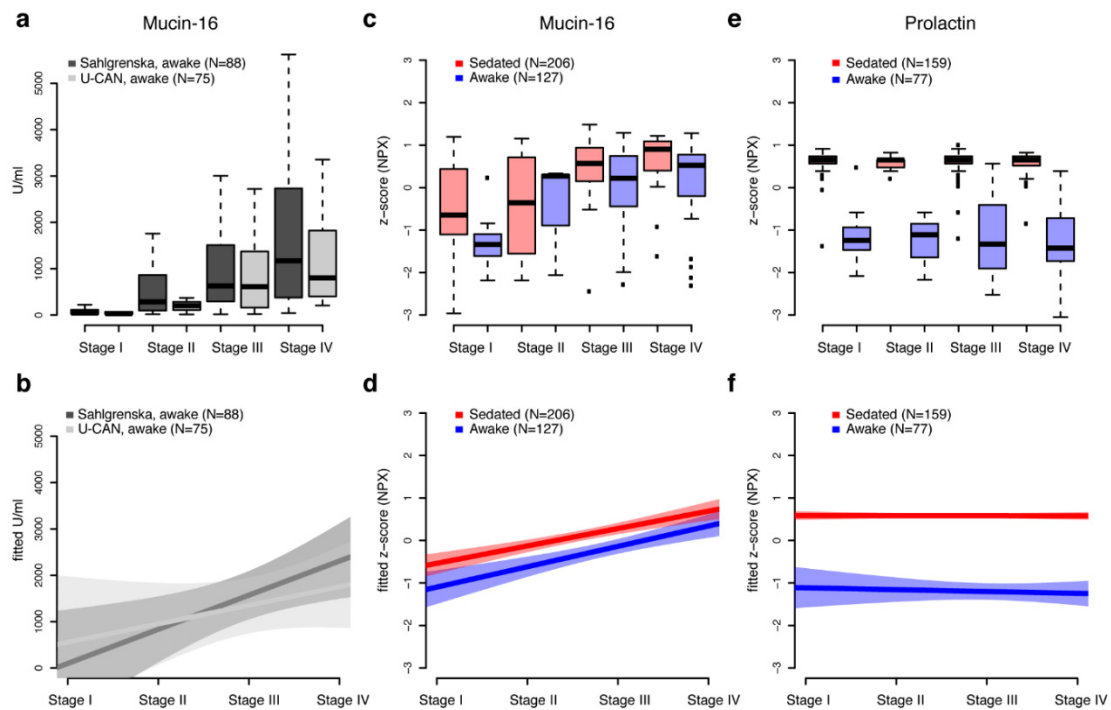 a
Mucin-16
Sahlgrenska, awake (N=88)
U-CAN, awake (N=75)
U/ml
5000
4000
3000
2000
1000
0
Stage I
Stage II
Stage III
Stage IV
c
Mucin-16
Sedated (N=206)
Awake (N=127)
z-score (NPX)
3
2
1
0
-1
-2
-3
Stage I
Stage II
Stage III
Stage IV
e
Prolactin
Sedated (N=159)
Awake (N=77)
z-score (NPX)
3
2
1
0
-1
-2
-3
Stage I
Stage II
Stage III
Stage IV
b
Sahlgrenska, awake (N=88)
U-CAN, awake (N=75)
fitted U/ml
5000
4000
3000
2000
1000
0
Stage I
Stage II
Stage III
Stage IV
d
Sedated (N=206)
Awake (N=127)
fitted z-score (NPX)
3
2
1
0
-1
-2
-3
Stage I
Stage II
Stage III
Stage IV
f
Sedated (N=159)
Awake (N=77)
fitted z-score (NPX)
3
2
1
0
-1
-2
-3
Stage I
Stage II
Stage III
Stage IV